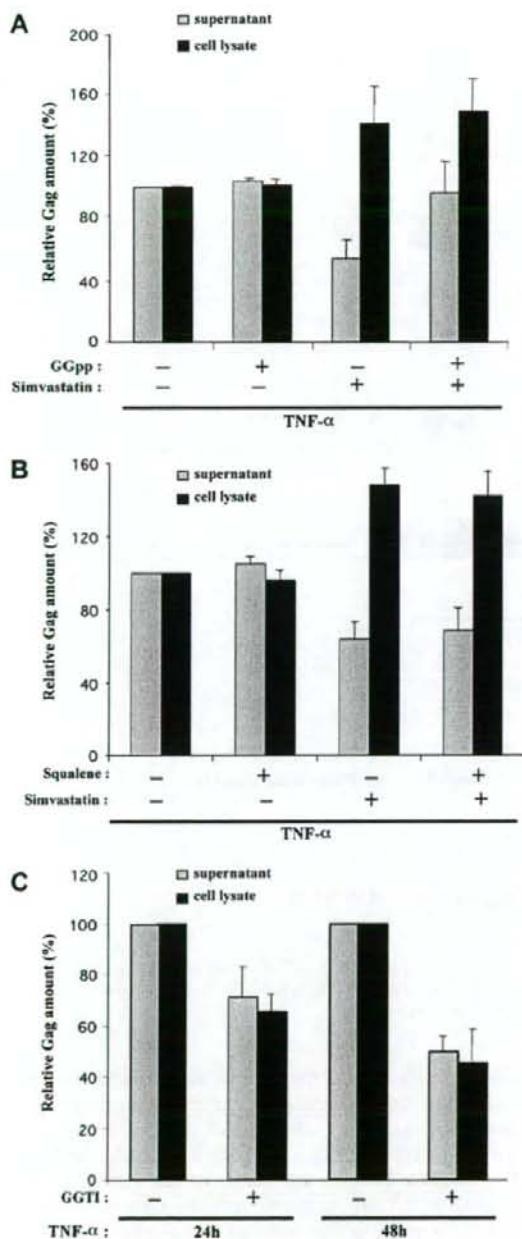 A
supernatant
cell lysate
Relative Gag amount (%)
200
160
120
80
40
0
GGpp : – + – +
Simvastatin : – – + +
TNF-α
B
supernatant
cell lysate
Relative Gag amount (%)
160
120
80
40
0
Squalene : – + – +
Simvastatin : – – + +
TNF-α
C
supernatant
cell lysate
Relative Gag amount (%)
120
100
80
60
40
20
0
GGTI : – + – +
TNF-α : 24h 48h